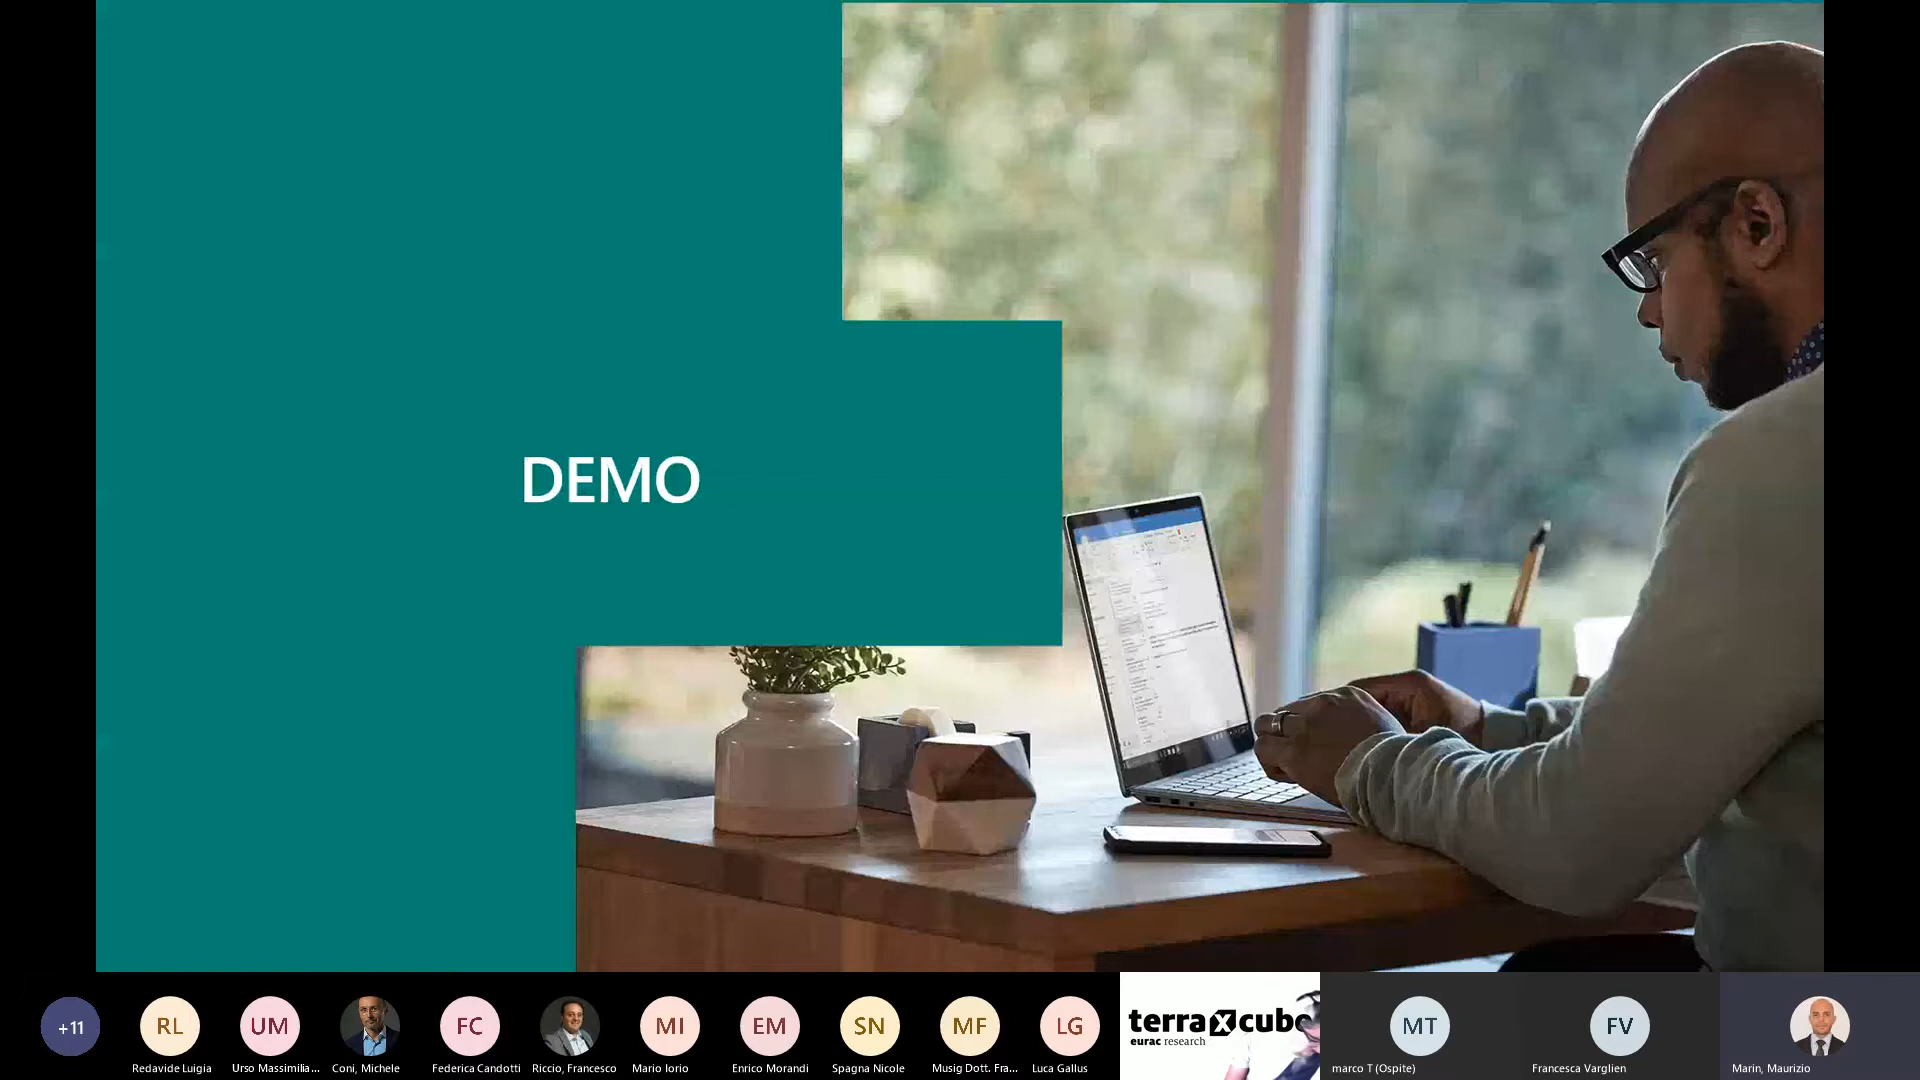 DEMO
+11
RL
UM
FC
MI
EM
SN
MF
LG
terraxcube
eurac research
MT
FV
Redavide Luigia
Urso Massimilia...
Coni, Michele
Federica Candotti
Riccio, Francesco
Mario Iorio
Enrico Morandi
Spagna Nicole
Musig Dott. Fra...
Luca Gallus
marco T (Ospite)
Francesca Varglien
Marin, Maurizio